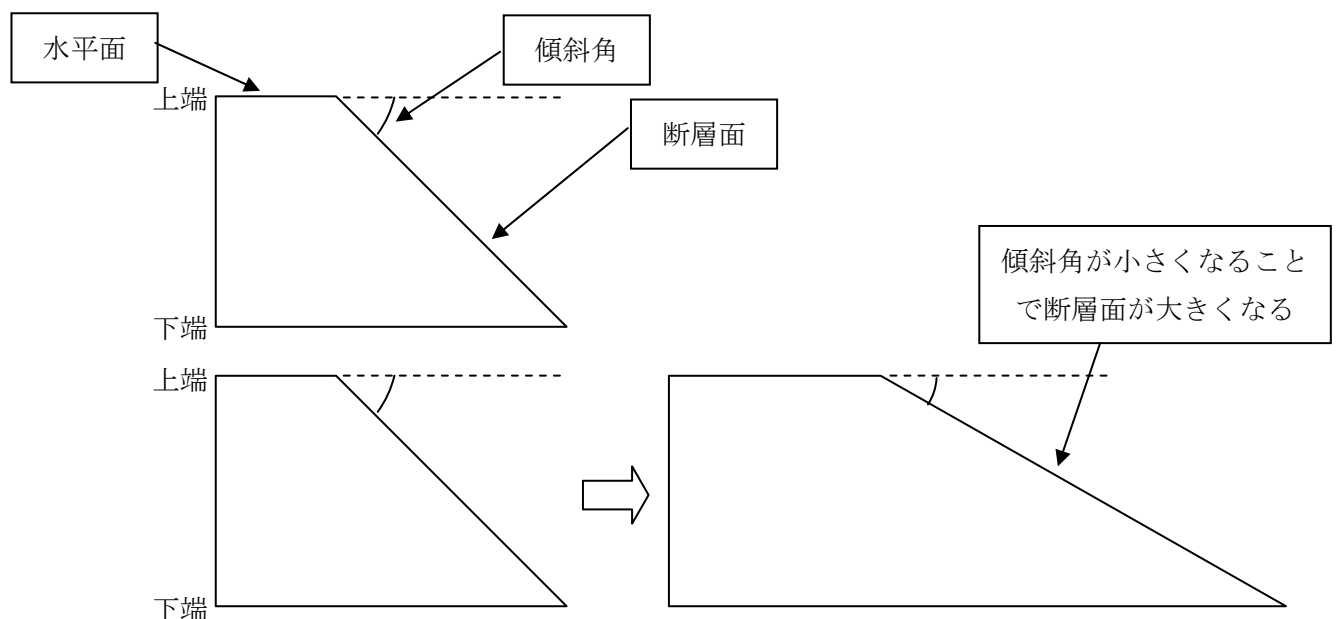 水平面
傾斜角
上端
断層面
傾斜角が小さくなること
で断層面が大きくなる
下端
上端
下端